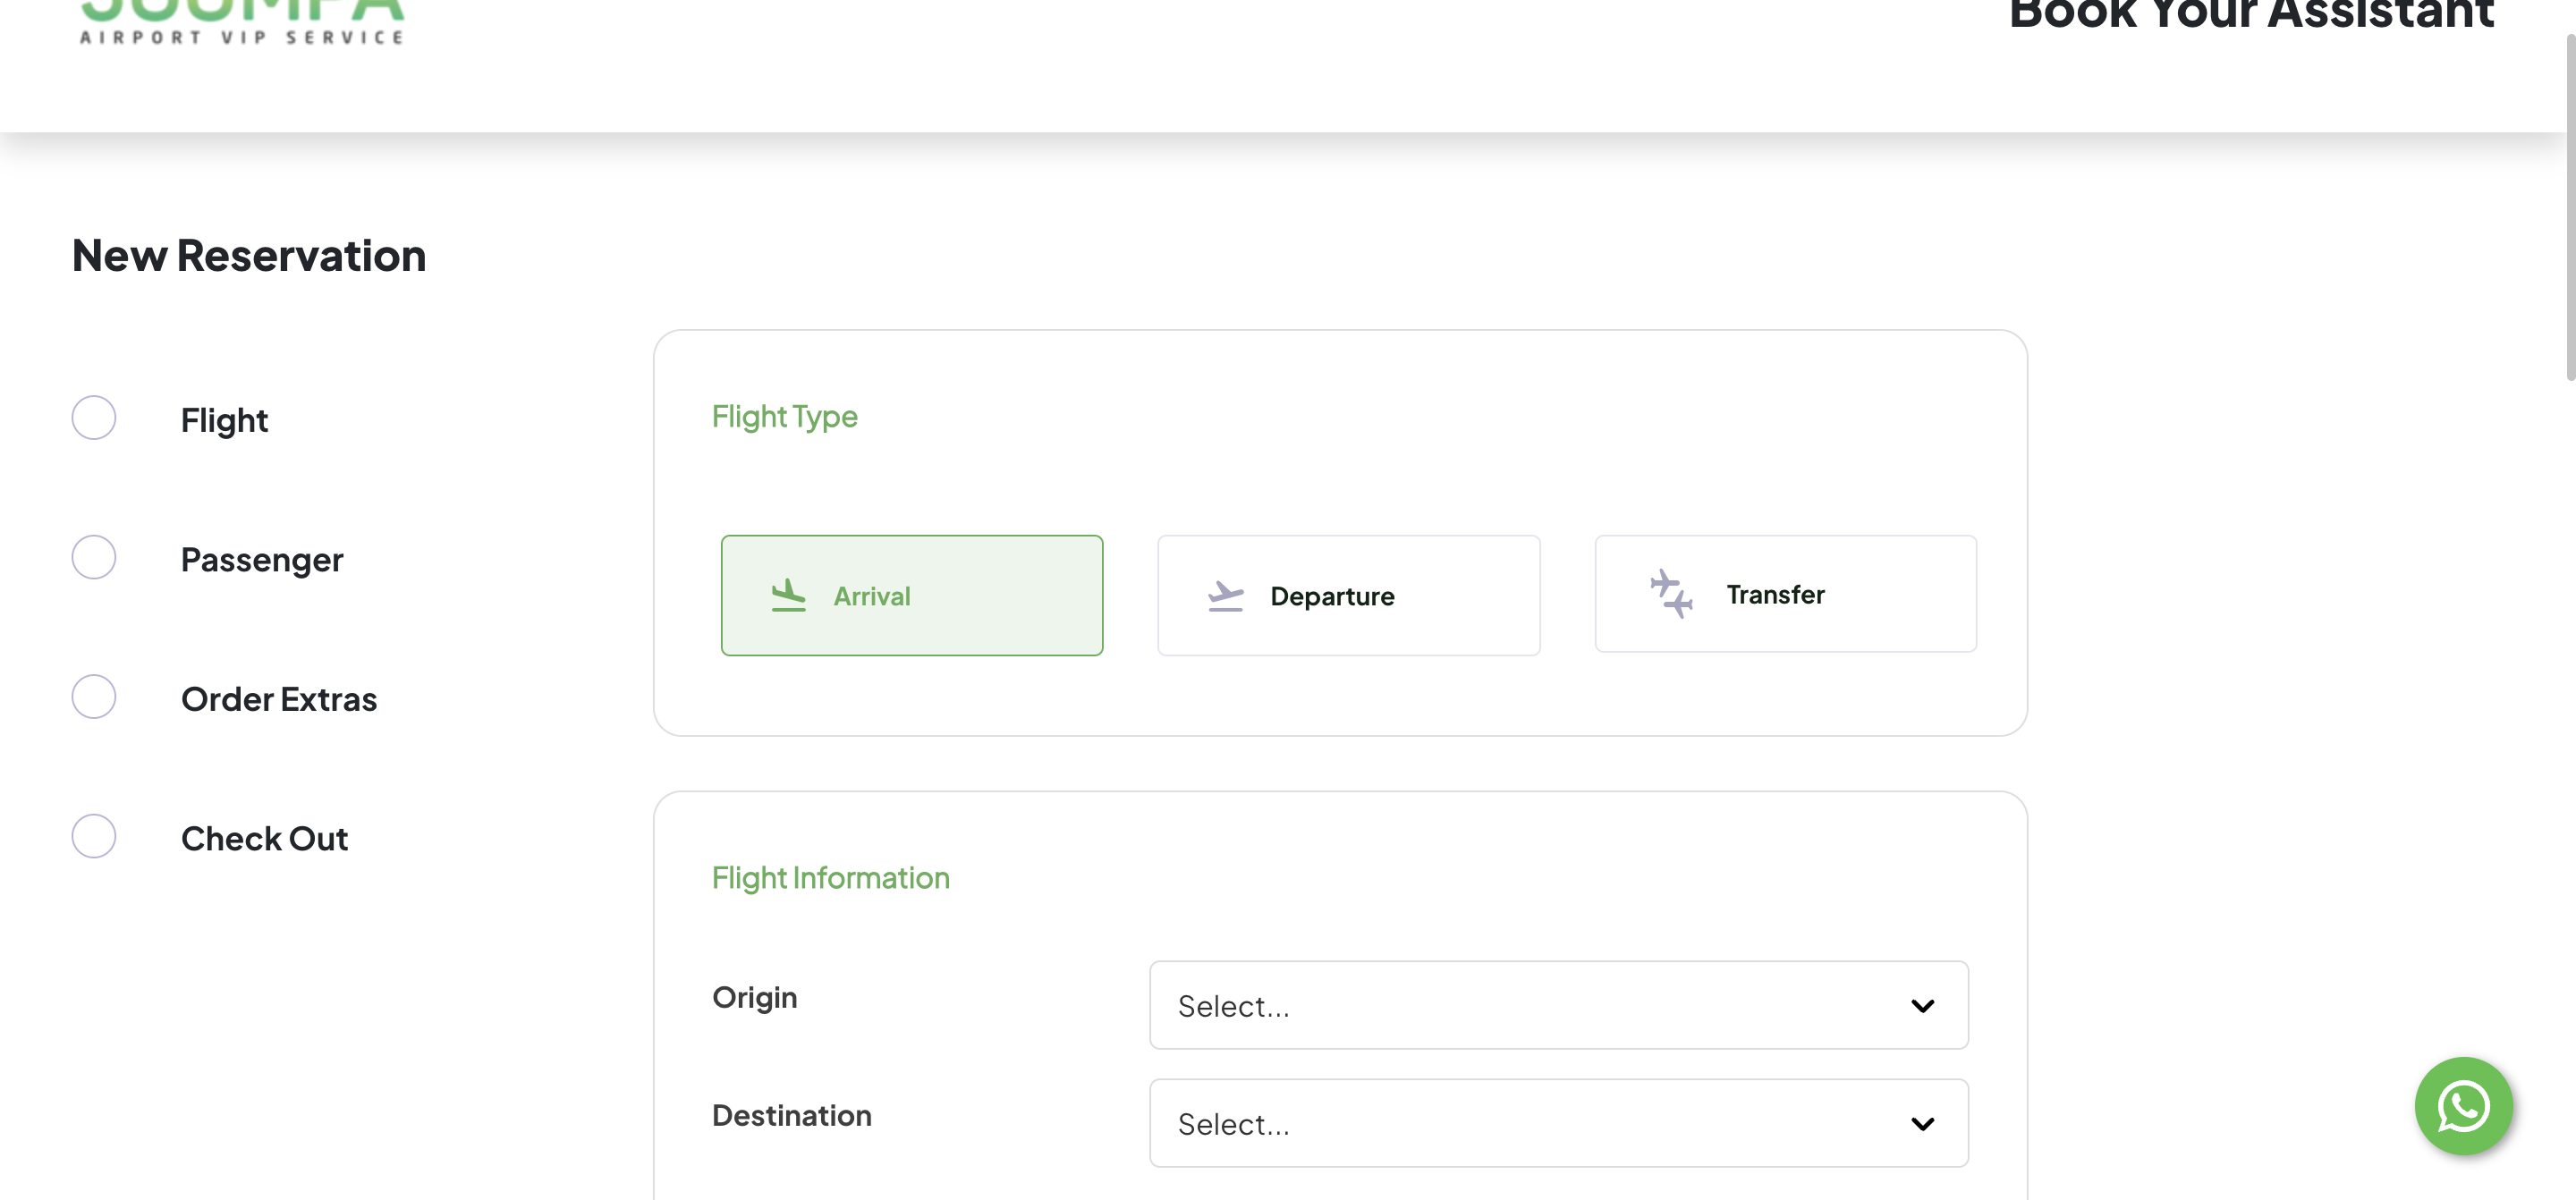 JOUMPA
AIRPORT VIP SERVICE
Book Your Assistant
New Reservation
Flight
Passenger
Order Extras
Check Out
Flight Type
Arrival
Departure
Transfer
Flight Information
Origin
Select...
Destination
Select...